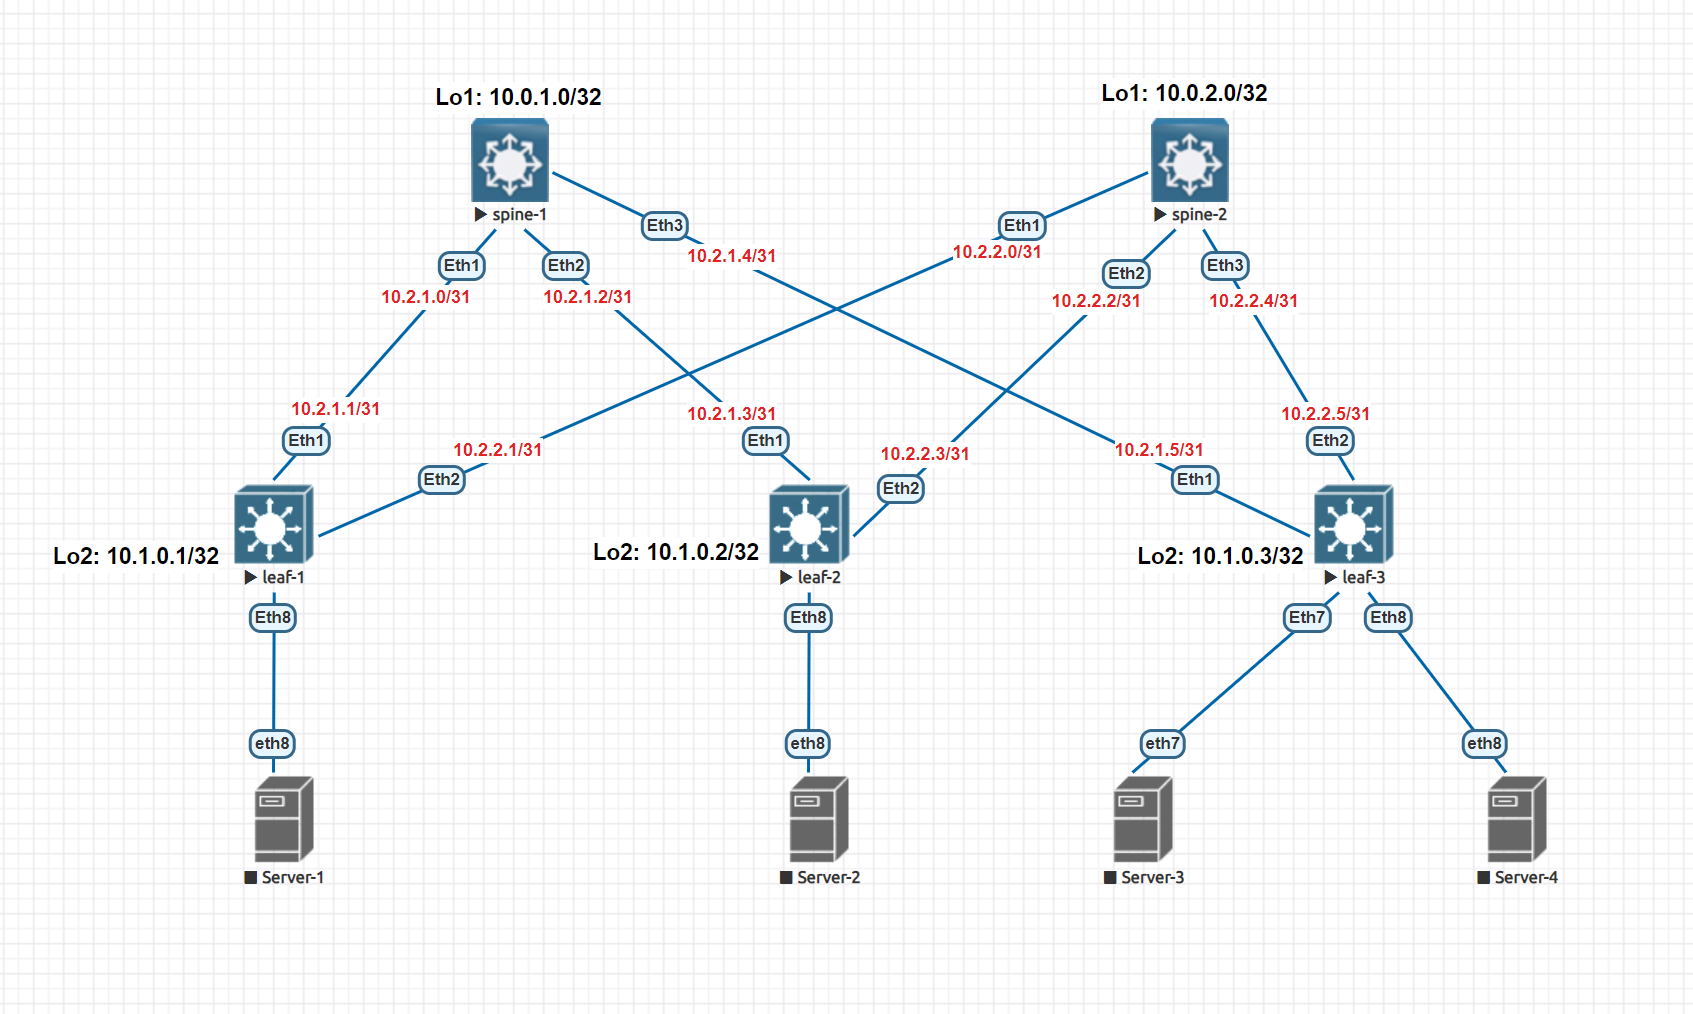 Lo1: 10.0.1.0/32
Lo1: 10.0.2.0/32
spine-1
spine-2
Eth3
Eth1
10.2.1.4/31
10.2.2.0/31
Eth1
Eth2
Eth2
Eth3
10.2.1.0/31
10.2.1.2/31
10.2.2.2/31
10.2.2.4/31
10.2.1.1/31
10.2.1.3/31
10.2.2.5/31
Eth1
10.2.2.1/31
Eth1
10.2.2.3/31
10.2.1.5/31
Eth2
Eth2
Eth2
Eth1
Lo2: 10.1.0.1/32
Lo2: 10.1.0.2/32
Lo2: 10.1.0.3/32
leaf-1
leaf-2
leaf-3
Eth8
Eth8
Eth7
Eth8
eth8
eth8
eth7
eth8
Server-1
Server-2
Server-3
Server-4